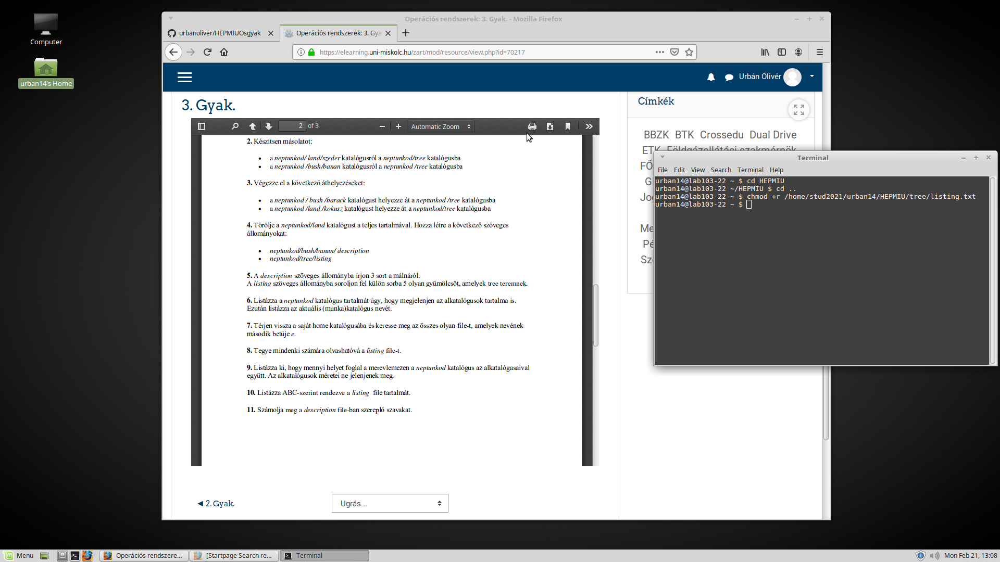 Computer
urban14's Home
Operációs rendszerek: 3. Gyak. - Mozilla Firefox
urbanoliver/HEPMIUOsgyak
Operációs rendszerek: 3. Gya
https://elearning.uni-miskolc.hu/zart/mod/resource/view.php?id=70217
Urbán Olivér
3. Gyak.
2 of 3
Automatic Zoom
2. Készítsen másolatot:
• a neptunkod/ land/szeder katalógusról a neptunkod/tree katalógusba
• a neptunkod /bush/banan katalógusról a neptunkod /tree katalógusba
3. Végezze el a következő áthelyezéseket:
• a neptunkod / bush /barack katalógust helyezze át a neptunkod /tree katalógusba
• a neptunkod /land /kokusz katalógust helyezze át a neptunkod/tree katalógusba
4. Törölje a neptunkod/land katalógust a teljes tartalmával. Hozza létre a következő szöveges
állományokat:
• neptunkod/bush/banan/ description
• neptunkod/tree/listing
5. A description szöveges állományba írjon 3 sort a málnáról.
A listing szöveges állományba soroljon fel külön sorba 5 olyan gyümölcsöt, amelyek tree teremnek.
6. Listázza a neptunkod katalógus tartalmát úgy, hogy megjelenjen az alkatalógusok tartalma is.
Ezután listázza az aktuális (munka)katalógus nevét.
7. Térjen vissza a saját home katalógusába és keresse meg az összes olyan file-t, amelyek nevének
második betűje e.
8. Tegye mindenki számára olvashatóvá a listing file-t.
9. Listázza ki, hogy mennyi helyet foglal a merevlemezen a neptunkod katalógus az alkatalógusaival
együtt. Az alkatalógusok méretei ne jelenjenek meg.
10. Listázza ABC-szerint rendezve a listing file tartalmát.
11. Számolja meg a description file-ban szereplő szavakat.
◄ 2. Gyak.
Ugrás...
Címkék
BBZK BTK Crossedu Dual Drive
ETK Földgázellátási szakmérnök
FŐ
G
Jog
Me
Pé
Sz
Terminal
File Edit View Search Terminal Help
urban14@lab103-22 ~ $ cd HEPMIU
urban14@lab103-22 ~/HEPMIU $ cd ..
urban14@lab103-22 ~ $ chmod +r /home/stud2021/urban14/HEPMIU/tree/listing.txt
urban14@lab103-22 ~ $
Menu
Operációs rendszere...
[Startpage Search re...
Terminal
Mon Feb 21, 13:08